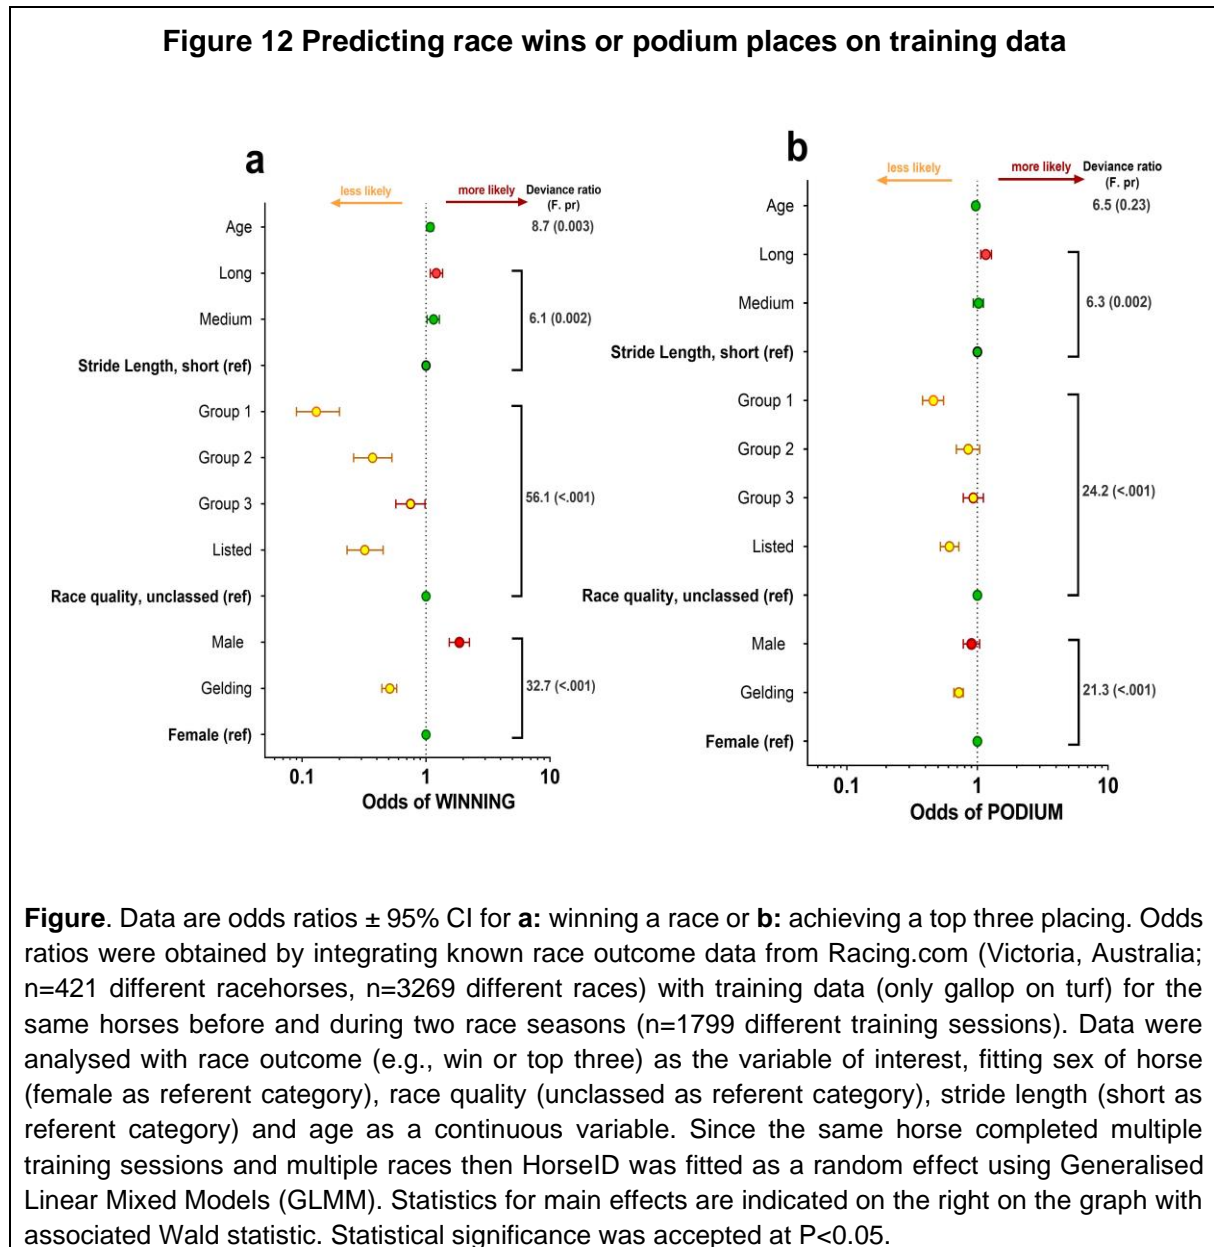 Figure 12 Predicting race wins or podium places on training data
a
less likely
more likely
Deviance ratio
(F. pr)
Age
8.7 (0.003)
Long
Medium
6.1 (0.002)
Stride Length, short (ref)
Group 1
Group 2
Group 3
56.1 (<.001)
Listed
Race quality, unclassed (ref)
Male
Gelding
32.7 (<.001)
Female (ref)
0.1
1
10
Odds of WINNING
b
less likely
more likely
Deviance ratio
(F. pr)
Age
6.5 (0.23)
Long
Medium
6.3 (0.002)
Stride Length, short (ref)
Group 1
Group 2
Group 3
24.2 (<.001)
Listed
Race quality, unclassed (ref)
Male
Gelding
21.3 (<.001)
Female (ref)
0.1
1
10
Odds of PODIUM
Figure. Data are odds ratios ± 95% CI for a: winning a race or b: achieving a top three placing. Odds
ratios were obtained by integrating known race outcome data from Racing.com (Victoria, Australia;
n=421 different racehorses, n=3269 different races) with training data (only gallop on turf) for the
same horses before and during two race seasons (n=1799 different training sessions). Data were
analysed with race outcome (e.g., win or top three) as the variable of interest, fitting sex of horse
(female as referent category), race quality (unclassed as referent category), stride length (short as
referent category) and age as a continuous variable. Since the same horse completed multiple
training sessions and multiple races then HorseID was fitted as a random effect using Generalised
Linear Mixed Models (GLMM). Statistics for main effects are indicated on the right on the graph with
associated Wald statistic. Statistical significance was accepted at P<0.05.